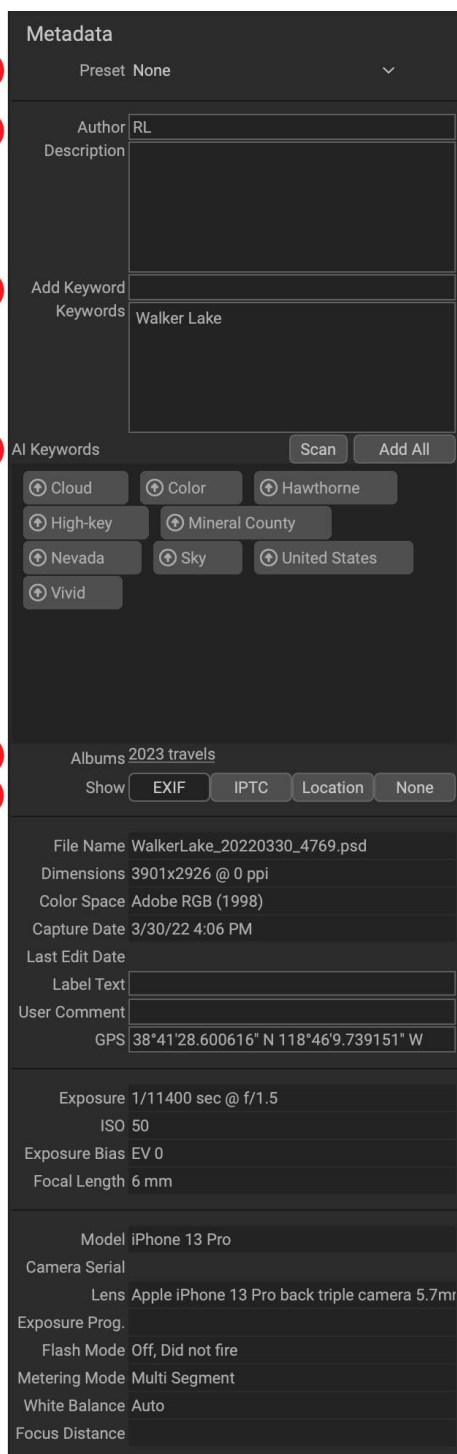 Metadata
Preset None
Author RL
Description
Add Keyword
Keywords Walker Lake
AI Keywords Scan Add All
Cloud Color Hawthorne
High-key Mineral County
Nevada Sky United States
Vivid
Albums 2023 travels
Show EXIF IPTC Location None
File Name WalkerLake_20220330_4769.psd
Dimensions 3901x2926 @ 0 ppi
Color Space Adobe RGB (1998)
Capture Date 3/30/22 4:06 PM
Last Edit Date
Label Text
User Comment
GPS 38°41'28.600616" N 118°46'9.739151" W
Exposure 1/11400 sec @ f/1.5
ISO 50
Exposure Bias EV 0
Focal Length 6 mm
Model iPhone 13 Pro
Camera Serial
Lens Apple iPhone 13 Pro back triple camera 5.7m
Exposure Prog.
Flash Mode Off, Did not fire
Metering Mode Multi Segment
White Balance Auto
Focus Distance